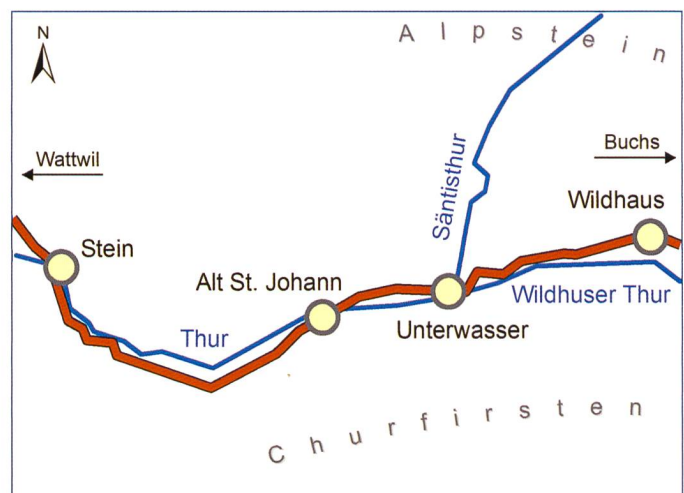 N
Alpstein
Wattwil
Buchs
Säntisthur
Wildhaus
Stein
Alt St. Johann
Wildhuser Thur
Thur
Unterwasser
Churfirsten